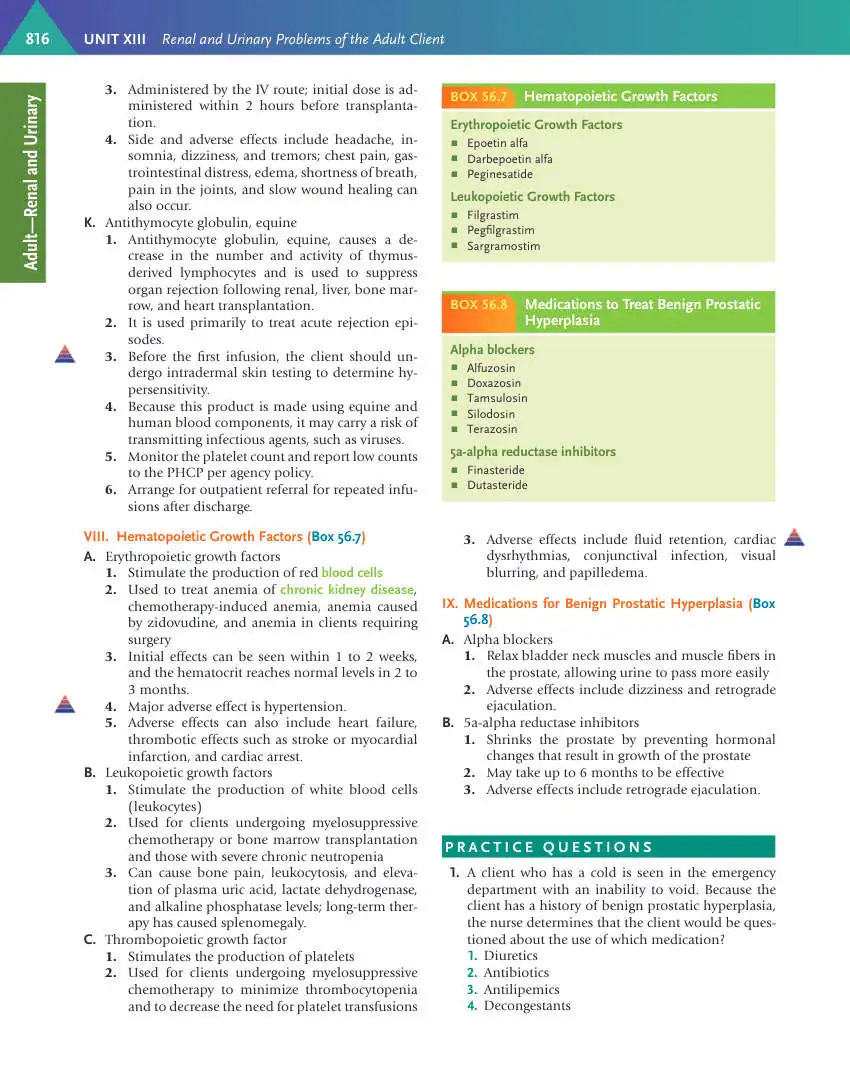 816
UNIT XIII Renal and Urinary Problems of the Adult Client
Adult—Renal and Urinary
3. Administered by the IV route; initial dose is ad-
ministered within 2 hours before transplanta-
tion.
4. Side and adverse effects include headache, in-
somnia, dizziness, and tremors; chest pain, gas-
trointestinal distress, edema, shortness of breath,
pain in the joints, and slow wound healing can
also occur.
K. Antithymocyte globulin, equine
1. Antithymocyte globulin, equine, causes a de-
crease in the number and activity of thymus-
derived lymphocytes and is used to suppress
organ rejection following renal, liver, bone mar-
row, and heart transplantation.
2. It is used primarily to treat acute rejection epi-
sodes.
3. Before the first infusion, the client should un-
dergo intradermal skin testing to determine hy-
persensitivity.
4. Because this product is made using equine and
human blood components, it may carry a risk of
transmitting infectious agents, such as viruses.
5. Monitor the platelet count and report low counts
to the PHCP per agency policy.
6. Arrange for outpatient referral for repeated infu-
sions after discharge.
VIII. Hematopoietic Growth Factors (Box 56.7)
A. Erythropoietic growth factors
1. Stimulate the production of red blood cells
2. Used to treat anemia of chronic kidney disease,
chemotherapy-induced anemia, anemia caused
by zidovudine, and anemia in clients requiring
surgery
3. Initial effects can be seen within 1 to 2 weeks,
and the hematocrit reaches normal levels in 2 to
3 months.
4. Major adverse effect is hypertension.
5. Adverse effects can also include heart failure,
thrombotic effects such as stroke or myocardial
infarction, and cardiac arrest.
B. Leukopoietic growth factors
1. Stimulate the production of white blood cells
(leukocytes)
2. Used for clients undergoing myelosuppressive
chemotherapy or bone marrow transplantation
and those with severe chronic neutropenia
3. Can cause bone pain, leukocytosis, and eleva-
tion of plasma uric acid, lactate dehydrogenase,
and alkaline phosphatase levels; long-term ther-
apy has caused splenomegaly.
C. Thrombopoietic growth factor
1. Stimulates the production of platelets
2. Used for clients undergoing myelosuppressive
chemotherapy to minimize thrombocytopenia
and to decrease the need for platelet transfusions
BOX 56.7 Hematopoietic Growth Factors
Erythropoietic Growth Factors
■ Epoetin alfa
■ Darbepoetin alfa
■ Peginesatide
Leukopoietic Growth Factors
■ Filgrastim
■ Pegfilgrastim
■ Sargramostim
BOX 56.8 Medications to Treat Benign Prostatic
Hyperplasia
Alpha blockers
■ Alfuzosin
■ Doxazosin
■ Tamsulosin
■ Silodosin
■ Terazosin
5a-alpha reductase inhibitors
■ Finasteride
■ Dutasteride
3. Adverse effects include fluid retention, cardiac
dysrhythmias, conjunctival infection, visual
blurring, and papilledema.
IX. Medications for Benign Prostatic Hyperplasia (Box
56.8)
A. Alpha blockers
1. Relax bladder neck muscles and muscle fibers in
the prostate, allowing urine to pass more easily
2. Adverse effects include dizziness and retrograde
ejaculation.
B. 5a-alpha reductase inhibitors
1. Shrinks the prostate by preventing hormonal
changes that result in growth of the prostate
2. May take up to 6 months to be effective
3. Adverse effects include retrograde ejaculation.
PRACTICE QUESTIONS
1. A client who has a cold is seen in the emergency
department with an inability to void. Because the
client has a history of benign prostatic hyperplasia,
the nurse determines that the client would be ques-
tioned about the use of which medication?
1. Diuretics
2. Antibiotics
3. Antilipemics
4. Decongestants